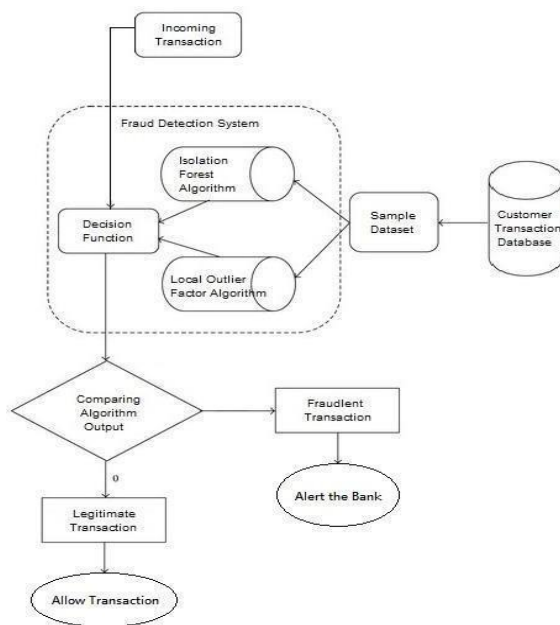 Incoming
Transaction
Fraud Detection System
Isolation
Forest
Algorithm
Decision
Function
Sample
Dataset
Customer
Transaction
Database
Local Outlier
Factor Algorithm
Comparing
Algorithm
Output
Fraudlent
Transaction
0
Alert the Bank
Legitimate
Transaction
Allow Transaction